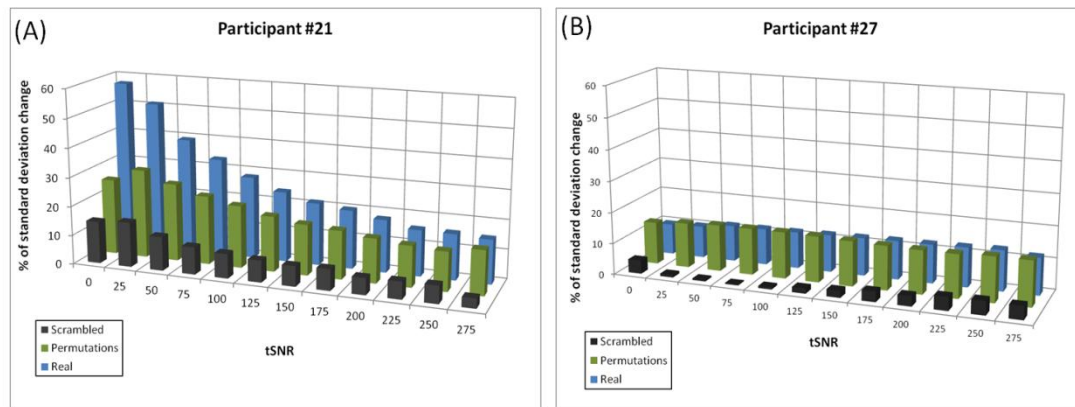 (A)
Participant #21
% of standard deviation change
60
50
40
30
20
10
0
0 25 50 75 100 125 150 175 200 225 250 275
tSNR
Scrambled
Permutations
Real
(B)
Participant #27
% of standard deviation change
60
50
40
30
20
10
0
0 25 50 75 100 125 150 175 200 225 250 275
tSNR
Scrambled
Permutations
Real